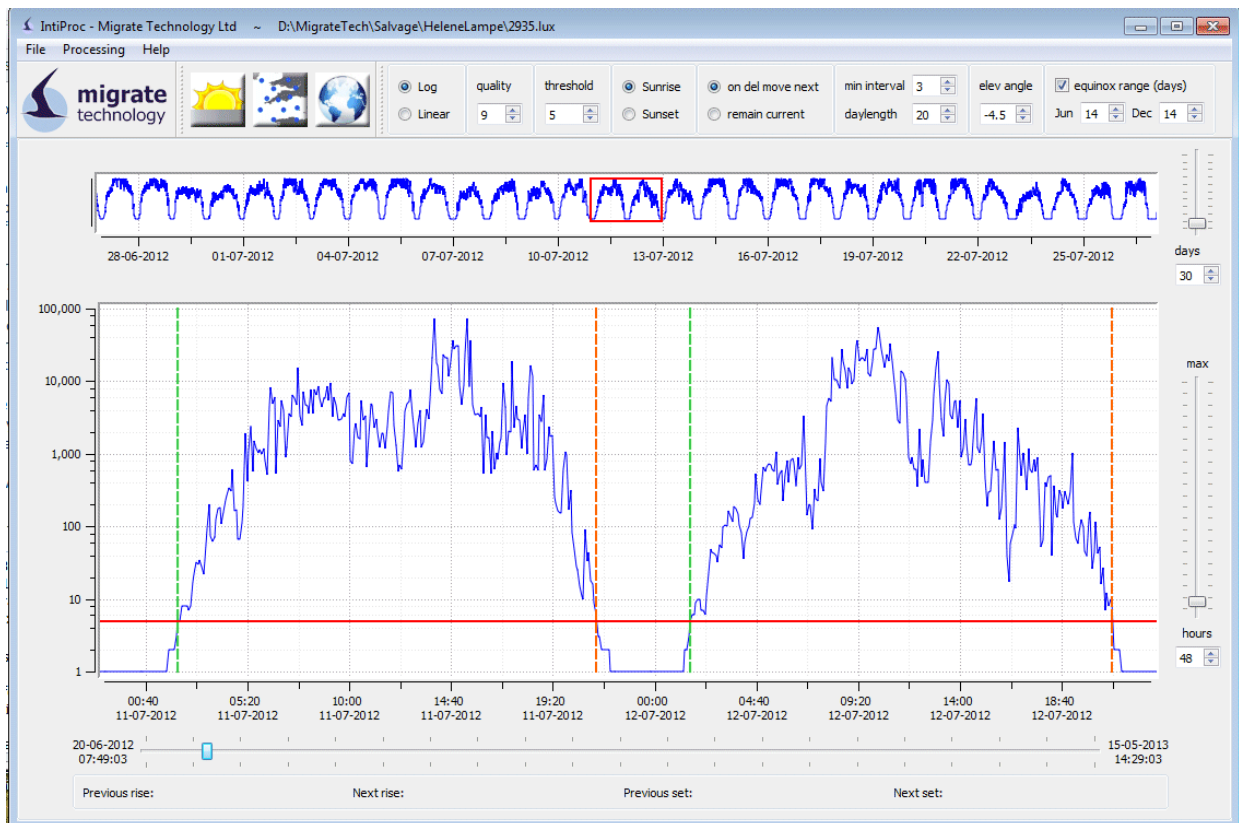 IntiProc - Migrate Technology Ltd ~ D:\MigrateTech\Salvage\HeleneLampe\2935.lux
File Processing Help
migrate
technology
Log
Linear
quality
9
threshold
5
Sunrise
Sunset
on del move next
remain current
min interval 3
daylength 20
elev angle
-4.5
equinox range (days)
Jun 14 Dec 14
28-06-2012 01-07-2012 04-07-2012 07-07-2012 10-07-2012 13-07-2012 16-07-2012 19-07-2012 22-07-2012 25-07-2012
days
30
100,000
10,000
1,000
100
10
1
max
hours
48
00:40 05:20 10:00 14:40 19:20 00:00 04:40 09:20 14:00 18:40
11-07-2012 11-07-2012 11-07-2012 11-07-2012 11-07-2012 12-07-2012 12-07-2012 12-07-2012 12-07-2012 12-07-2012
20-06-2012
07:49:03
15-05-2013
14:29:03
Previous rise: Next rise: Previous set: Next set: